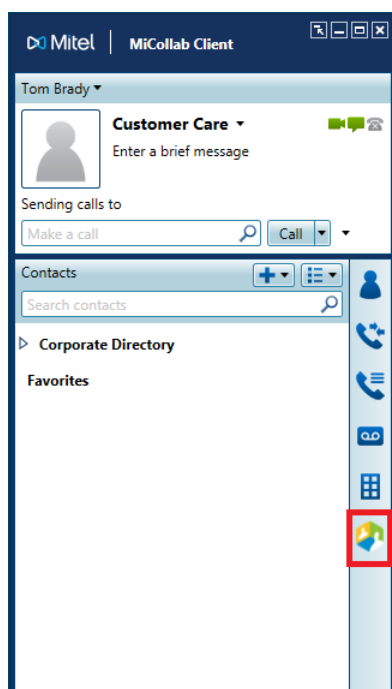 Mitel | MiCollab Client
Tom Brady
Customer Care
Enter a brief message
Sending calls to
Make a call
Call
Contacts
Search contacts
Corporate Directory
Favorites